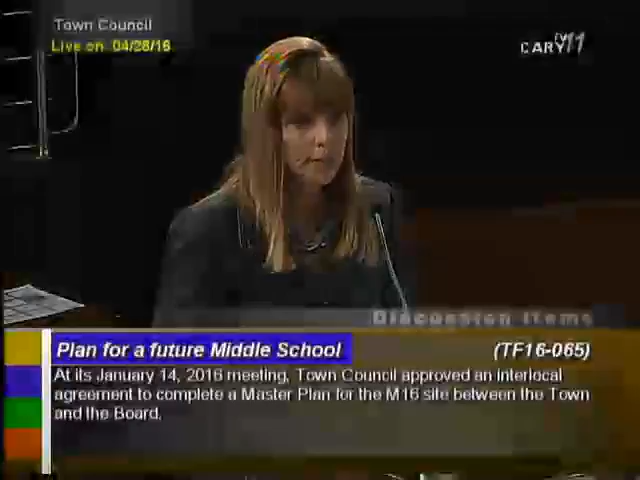 Town Council
Live on 04/28/16
CARY tv 11
Discussion Items
Plan for a future Middle School
(TF16-065)
At its January 14, 2016 meeting, Town Council approved an interlocal
agreement to complete a Master Plan for the M16 site between the Town
and the Board.